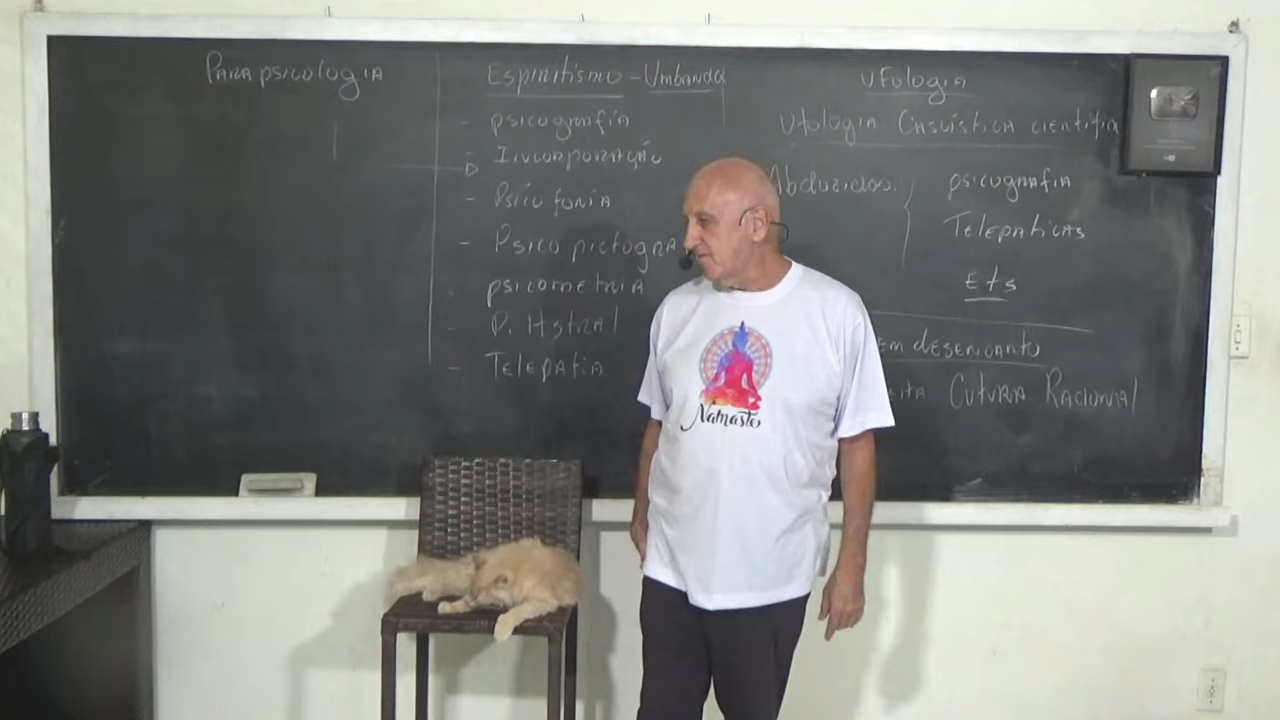 Parapsicologia
Espiritismo - Umbanda
- psicografia
- Incorporação
- Psicofonia
- Psico pictogra
- psicometria
- P. Astral
- Telepatia
Ufologia
Ufologia Casuística científica
Abduzidos
psicografia
Telepaticas
Ets
em desencanto
Cutura Racional
Namaste